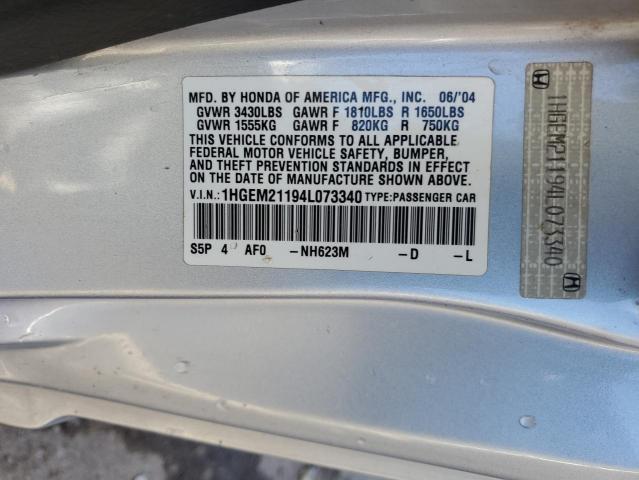 MFD. BY HONDA OF AMERICA MFG., INC. 06/'04
GVWR 3430LBS GAWR F 1810LBS R 1650LBS
GVWR 1555KG GAWR F 820KG R 750KG
THIS VEHICLE CONFORMS TO ALL APPLICABLE
FEDERAL MOTOR VEHICLE SAFETY, BUMPER,
AND THEFT PREVENTION STANDARDS IN EFFECT
ON THE DATE OF MANUFACTURE SHOWN ABOVE.
V.I.N.: 1HGEM21194L073340 TYPE:PASSENGER CAR
S5P 4 AF0 -NH623M -D -L
1HGEM21194L073340